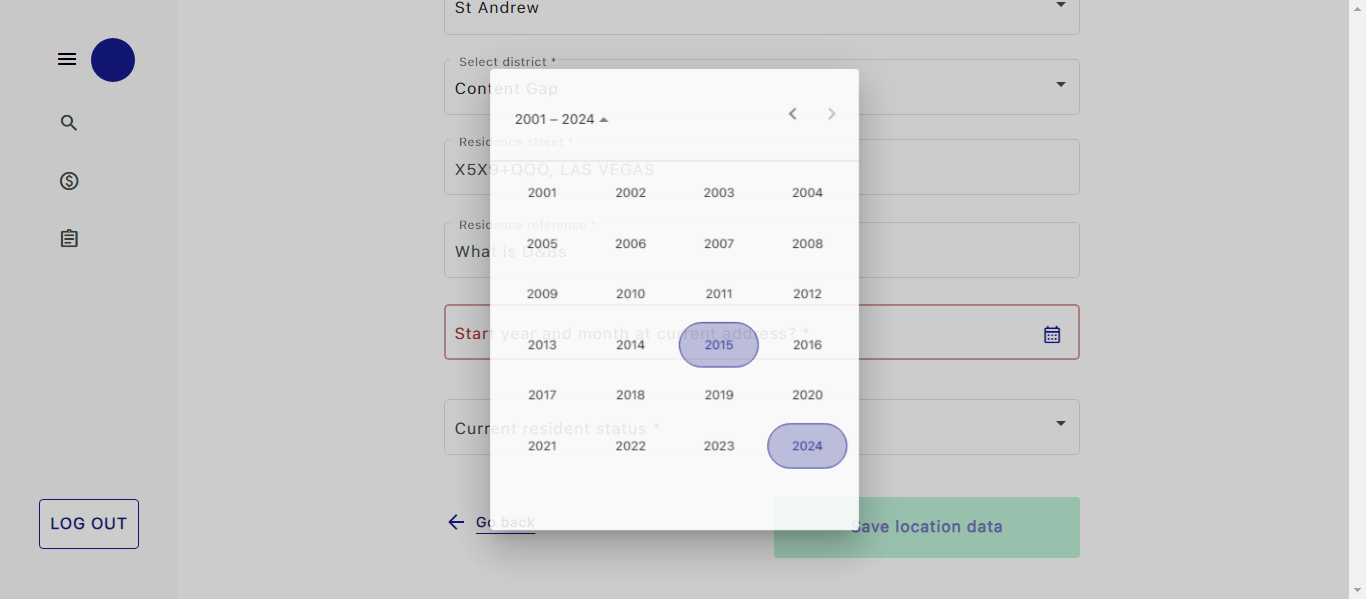 St Andrew
Select district *
Content Gap
2001 – 2024
Residence street *
X5X9+QQQ, LAS VEGAS
2001 2002 2003 2004
Residence reference *
2005 2006 2007 2008
What is D&Bs
2009 2010 2011 2012
Start year and month at current address? *
2013 2014 2015 2016
2017 2018 2019 2020
Current resident status *
2021 2022 2023 2024
LOG OUT
Go back
Save location data